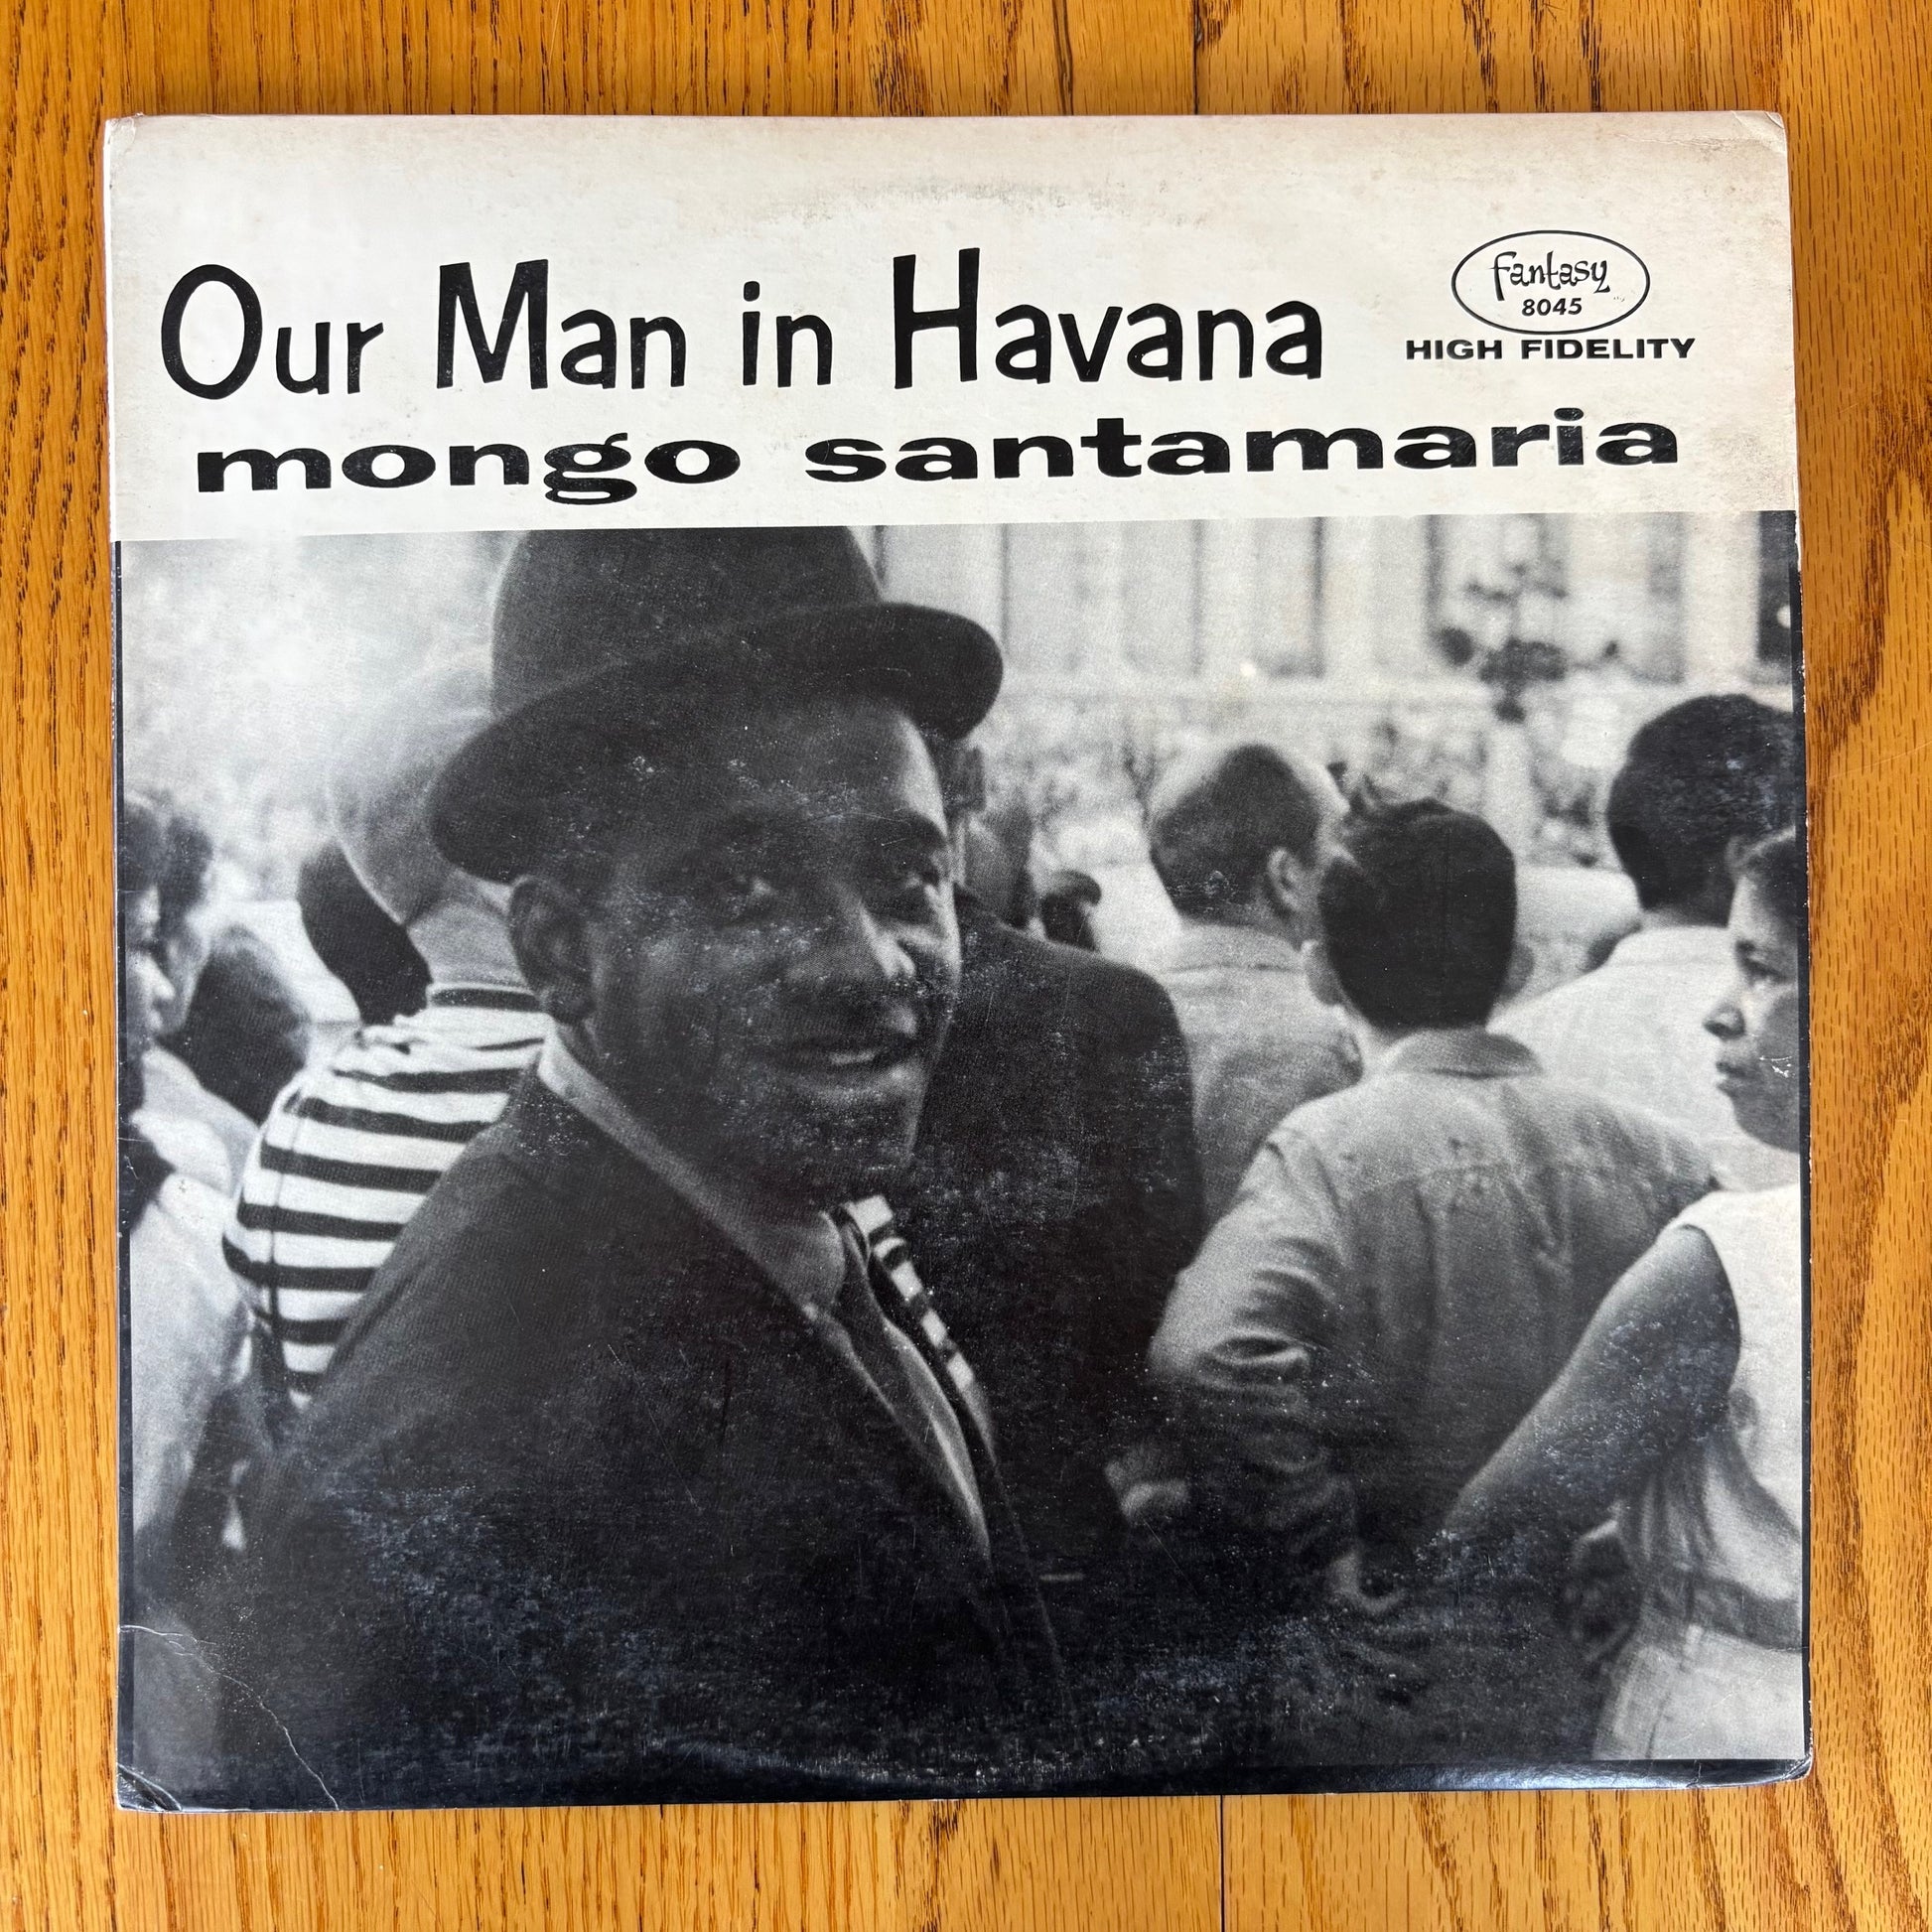 Our Man in Havana
mongo santamaria
fantasy
8045
HIGH FIDELITY